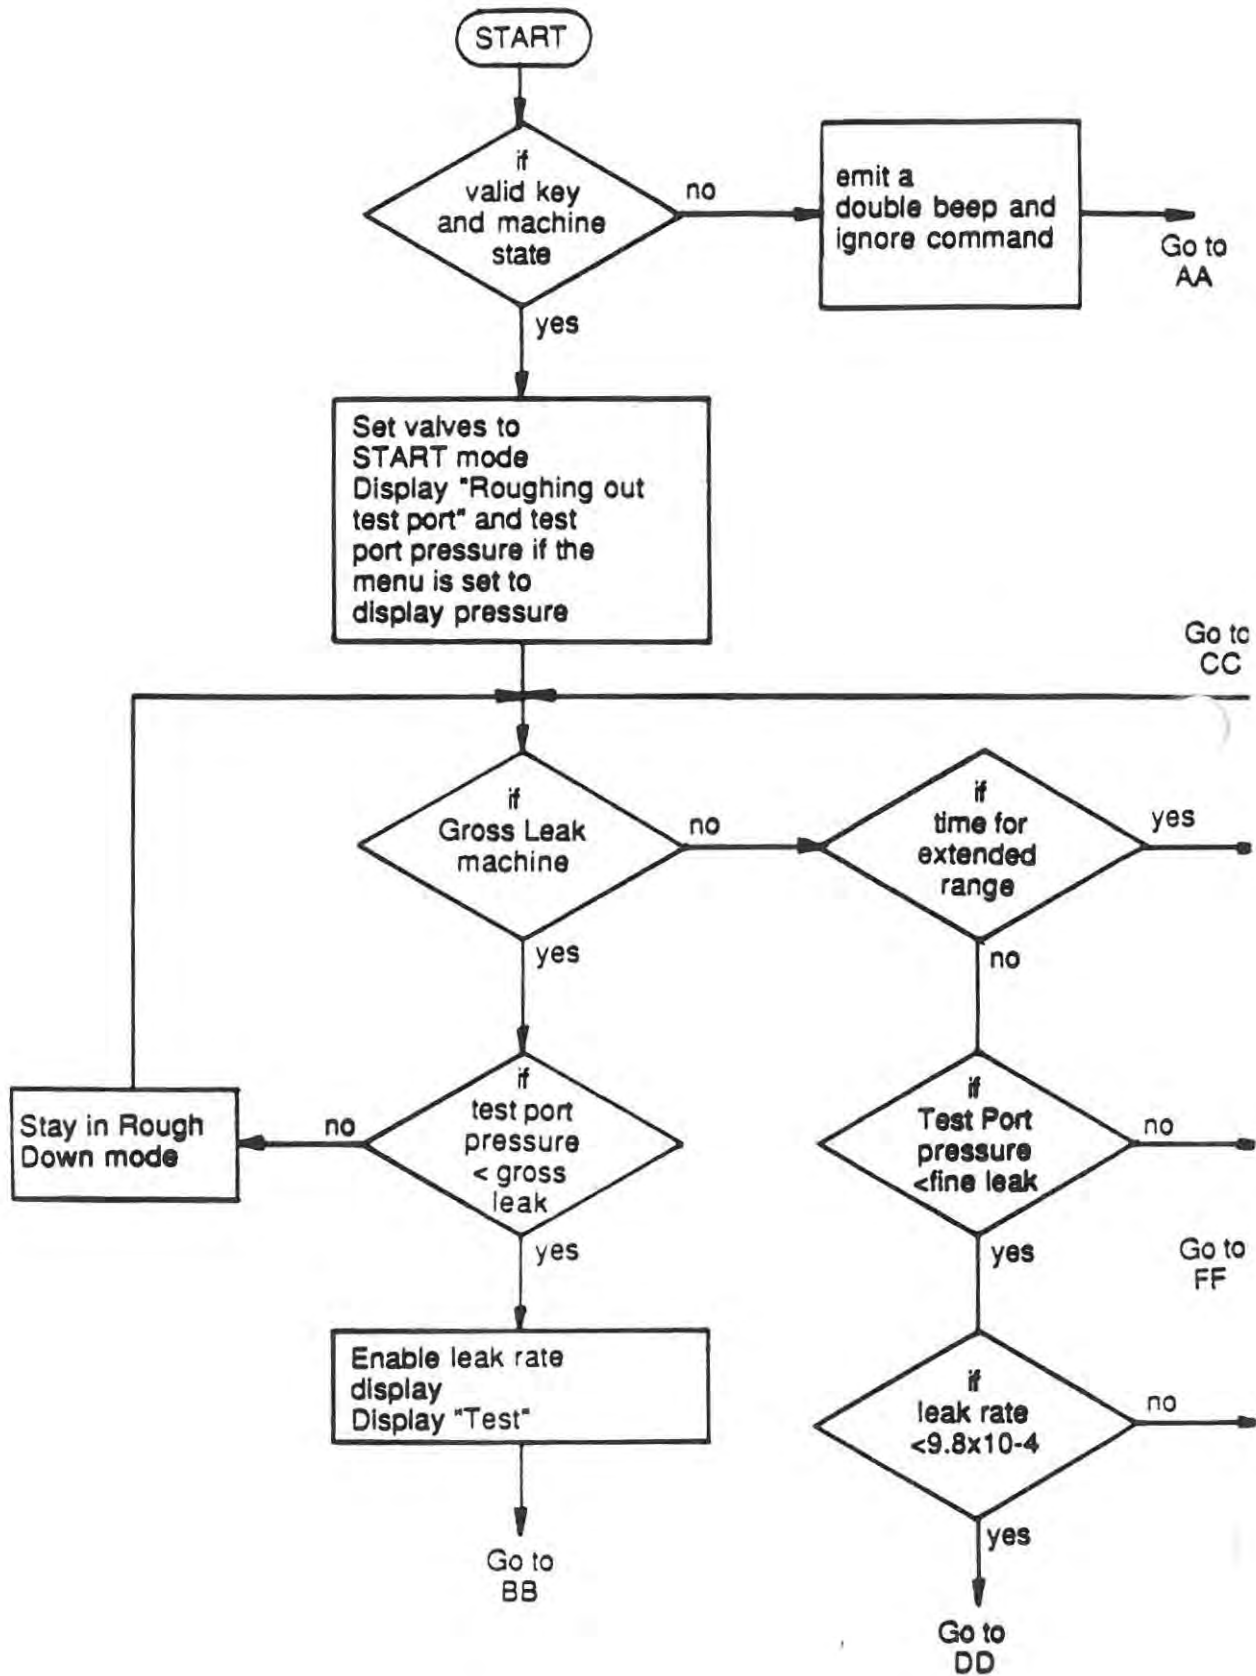 START
if
valid key
and machine
state
no
emit a
double beep and
ignore command
Go to
AA
yes
Set valves to
START mode
Display "Roughing out
test port" and test
port pressure if the
menu is set to
display pressure
Go to
CC
if
Gross Leak
machine
no
if
time for
extended
range
yes
yes
no
Stay in Rough
Down mode
no
if
test port
pressure
< gross
leak
if
Test Port
pressure
<fine leak
no
yes
yes
Go to
FF
Enable leak rate
display
Display "Test"
if
leak rate
<9.8x10-4
no
yes
Go to
BB
Go to
DD